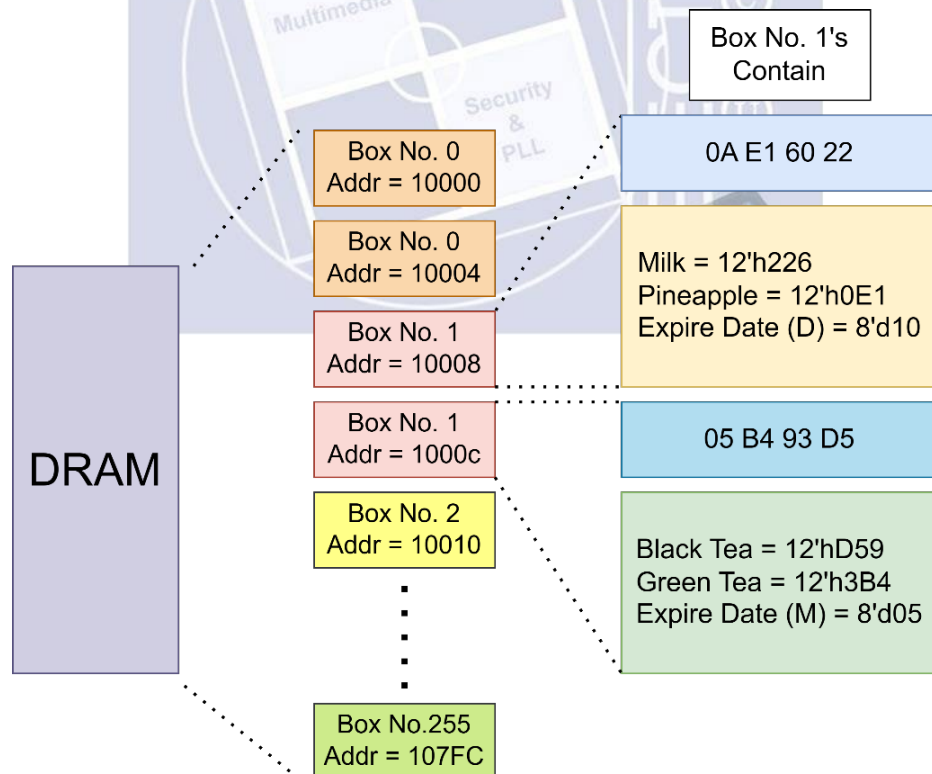 Multimedia
Security
&
PLL
Box No. 1's
Contain
DRAM
Box No. 0
Addr = 10000
Box No. 0
Addr = 10004
Box No. 1
Addr = 10008
Box No. 1
Addr = 1000c
Box No. 2
Addr = 10010
Box No.255
Addr = 107FC
0A E1 60 22
Milk = 12'h226
Pineapple = 12'h0E1
Expire Date (D) = 8'd10
05 B4 93 D5
Black Tea = 12'hD59
Green Tea = 12'h3B4
Expire Date (M) = 8'd05